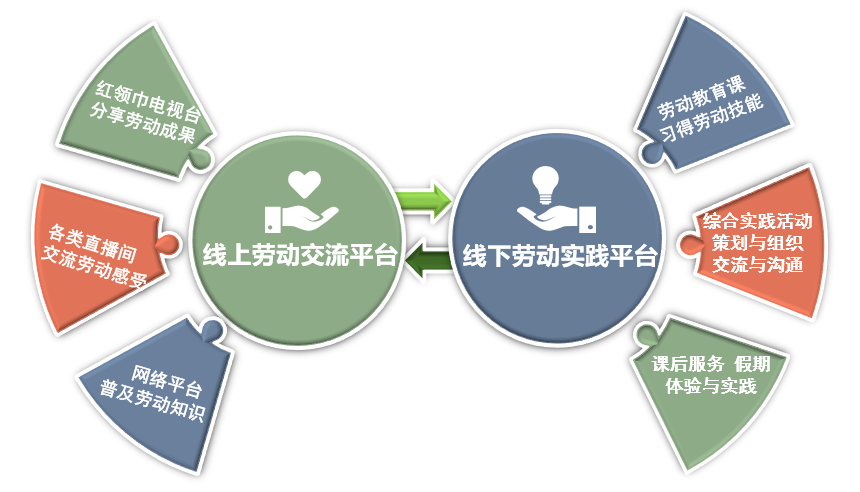 红领巾电视台
分享劳动成果
各类直播间
交流劳动感受
网络平台
普及劳动知识
线上劳动交流平台
线下劳动实践平台
劳动教育课
习得劳动技能
综合实践活动
策划与组织
交流与沟通
课后服务 假期
体验与实践